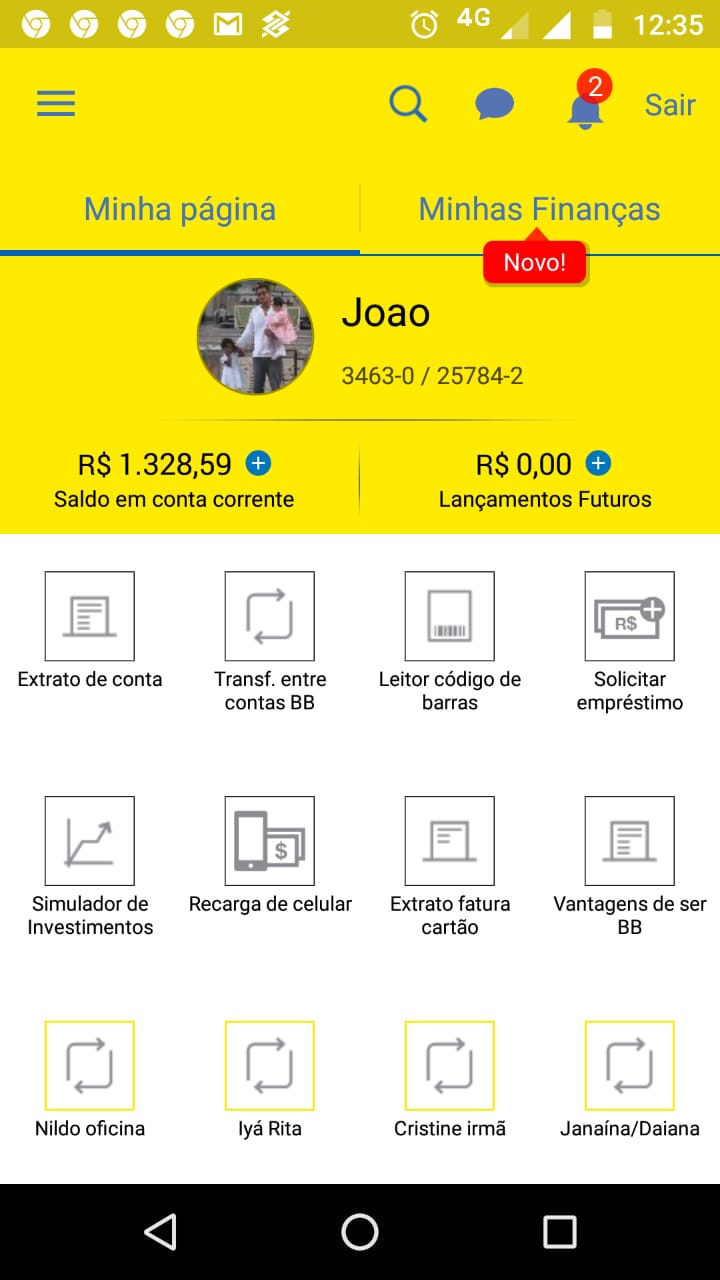 4G
12:35
2
Sair
Minha página
Minhas Finanças
Novo!
Joao
3463-0 / 25784-2
R$ 1.328,59
R$ 0,00
Saldo em conta corrente
Lançamentos Futuros
R$
Extrato de conta
Transf. entre
contas BB
Leitor código de
barras
Solicitar
empréstimo
$
Simulador de
Investimentos
Recarga de celular
Extrato fatura
cartão
Vantagens de ser
BB
Nildo oficina
Iyá Rita
Cristine irmã
Janaína/Daiana